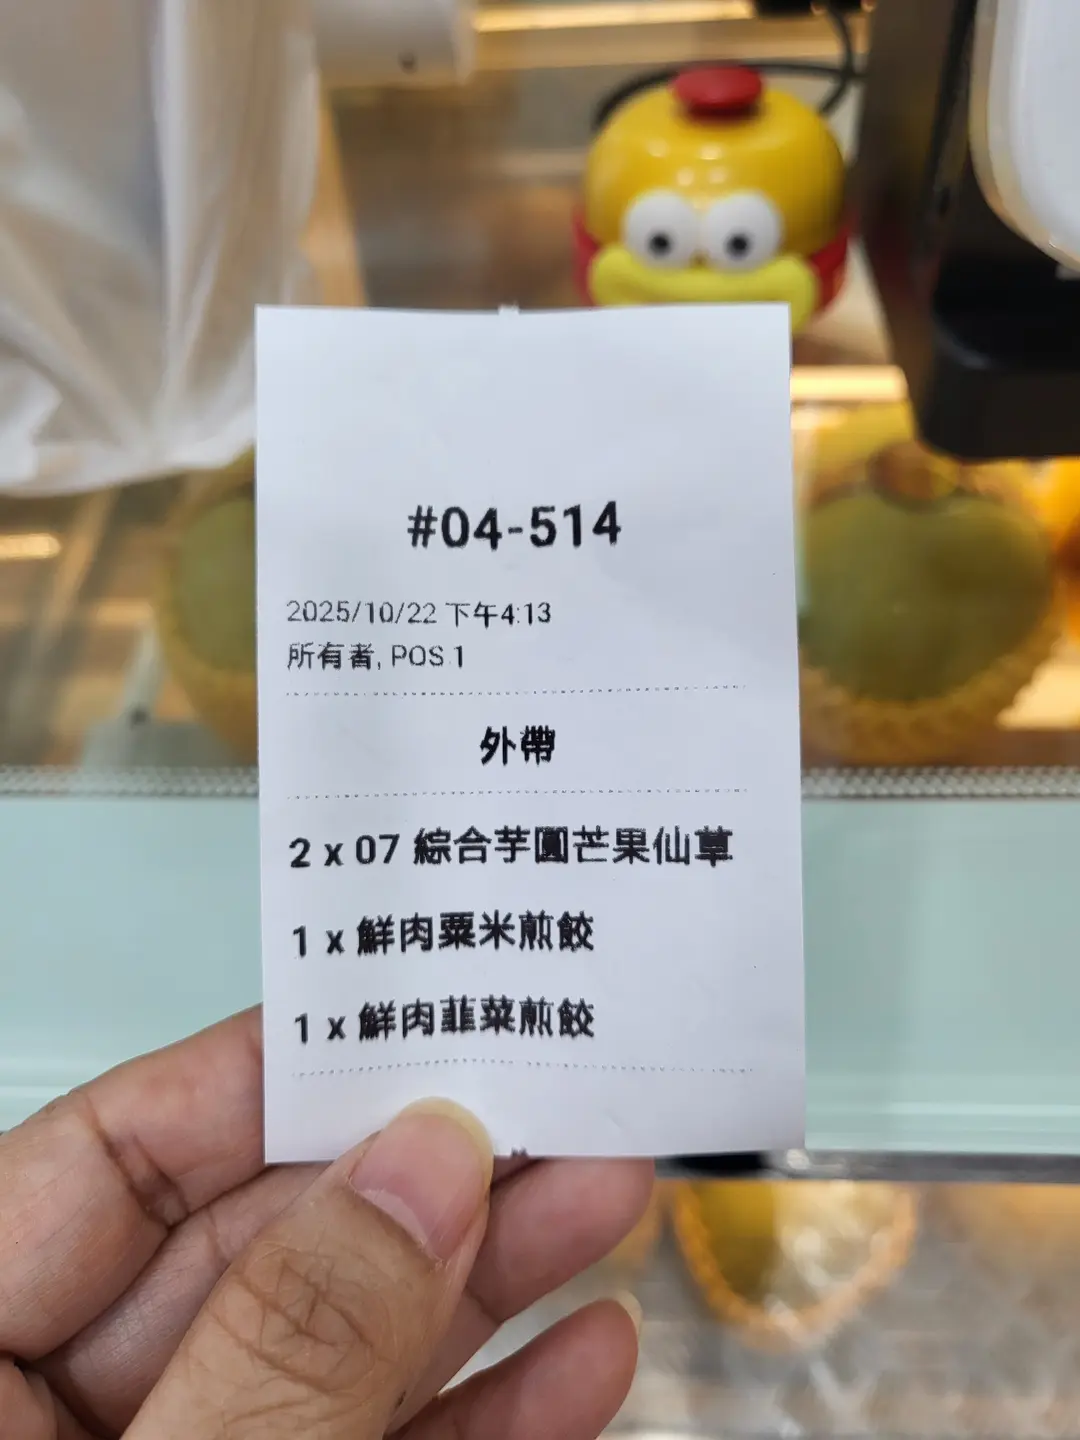 #04-514
2025/10/22 下午4:13
所有者, POS 1
外帶
2 x 07 綜合芋圓芒果仙草
1 x 鮮肉粟米煎餃
1 x 鮮肉韮菜煎餃